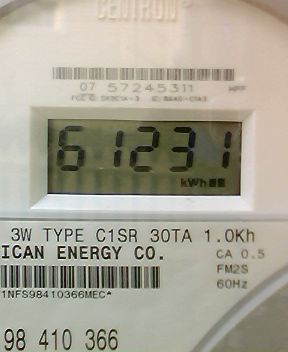 CENTRON®
07 57245311
61231
kWh
3W TYPE C1SR 30TA 1.0Kh
ICAN ENERGY CO. CA 0.5
FM2S
60Hz
1NFS98410366MEC*
98 410 366